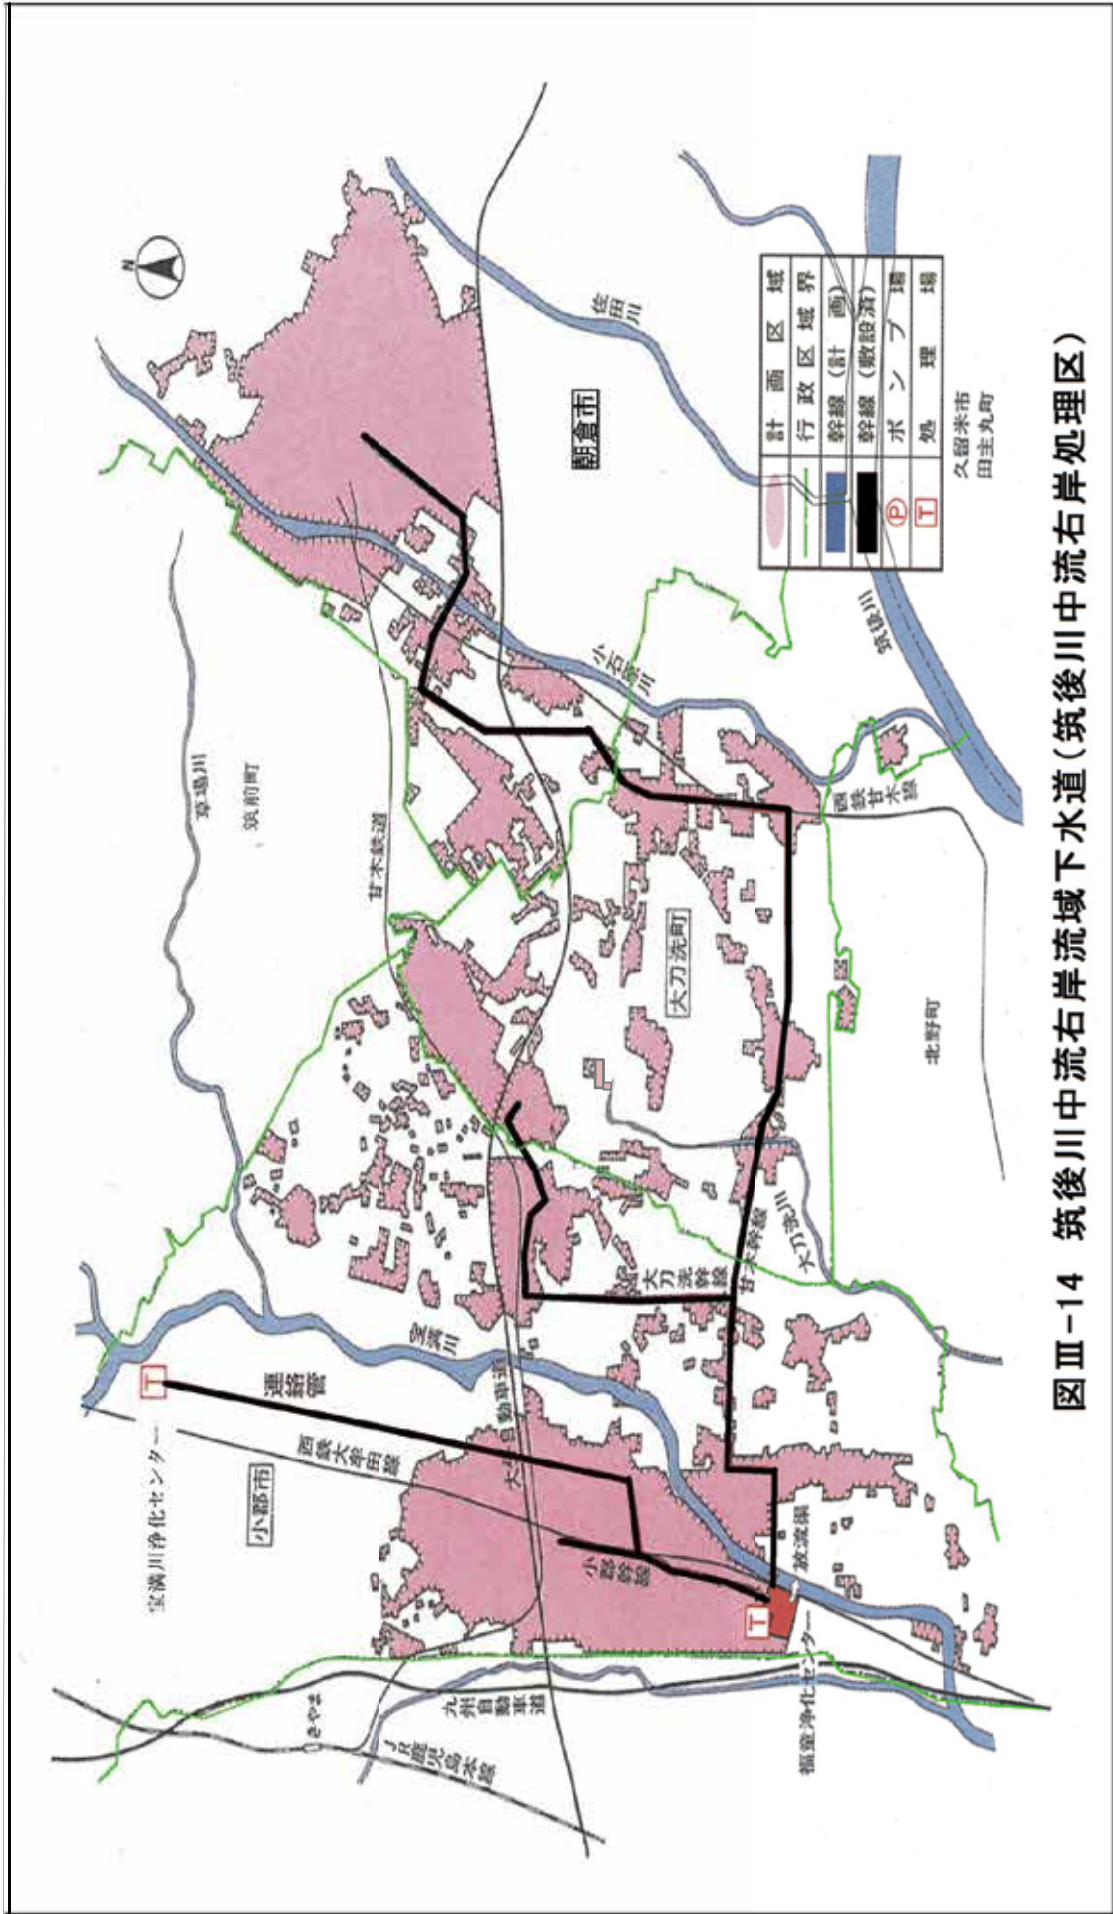 N
佐田川
朝倉市
計画区域
行政区域界
幹線(計画)
幹線(敷設済)
P
ポンプ場
T
処理場
久留米市
田主丸町
筑後川
小石原川
草場川
筑前町
甘木鉄道
西鉄
甘木線
大刀洗町
北野町
大刀洗川
甘木幹線
大刀洗幹線
宝満川
T
連絡管
西鉄大牟田線
宝満川浄化センター
小郡市
小郡幹線
放流渠
T
福童浄化センター
九州自動車道
きやま
JR鹿児島本線
図Ⅲ-14 筑後川中流右岸流域下水道(筑後川中流右岸処理区)